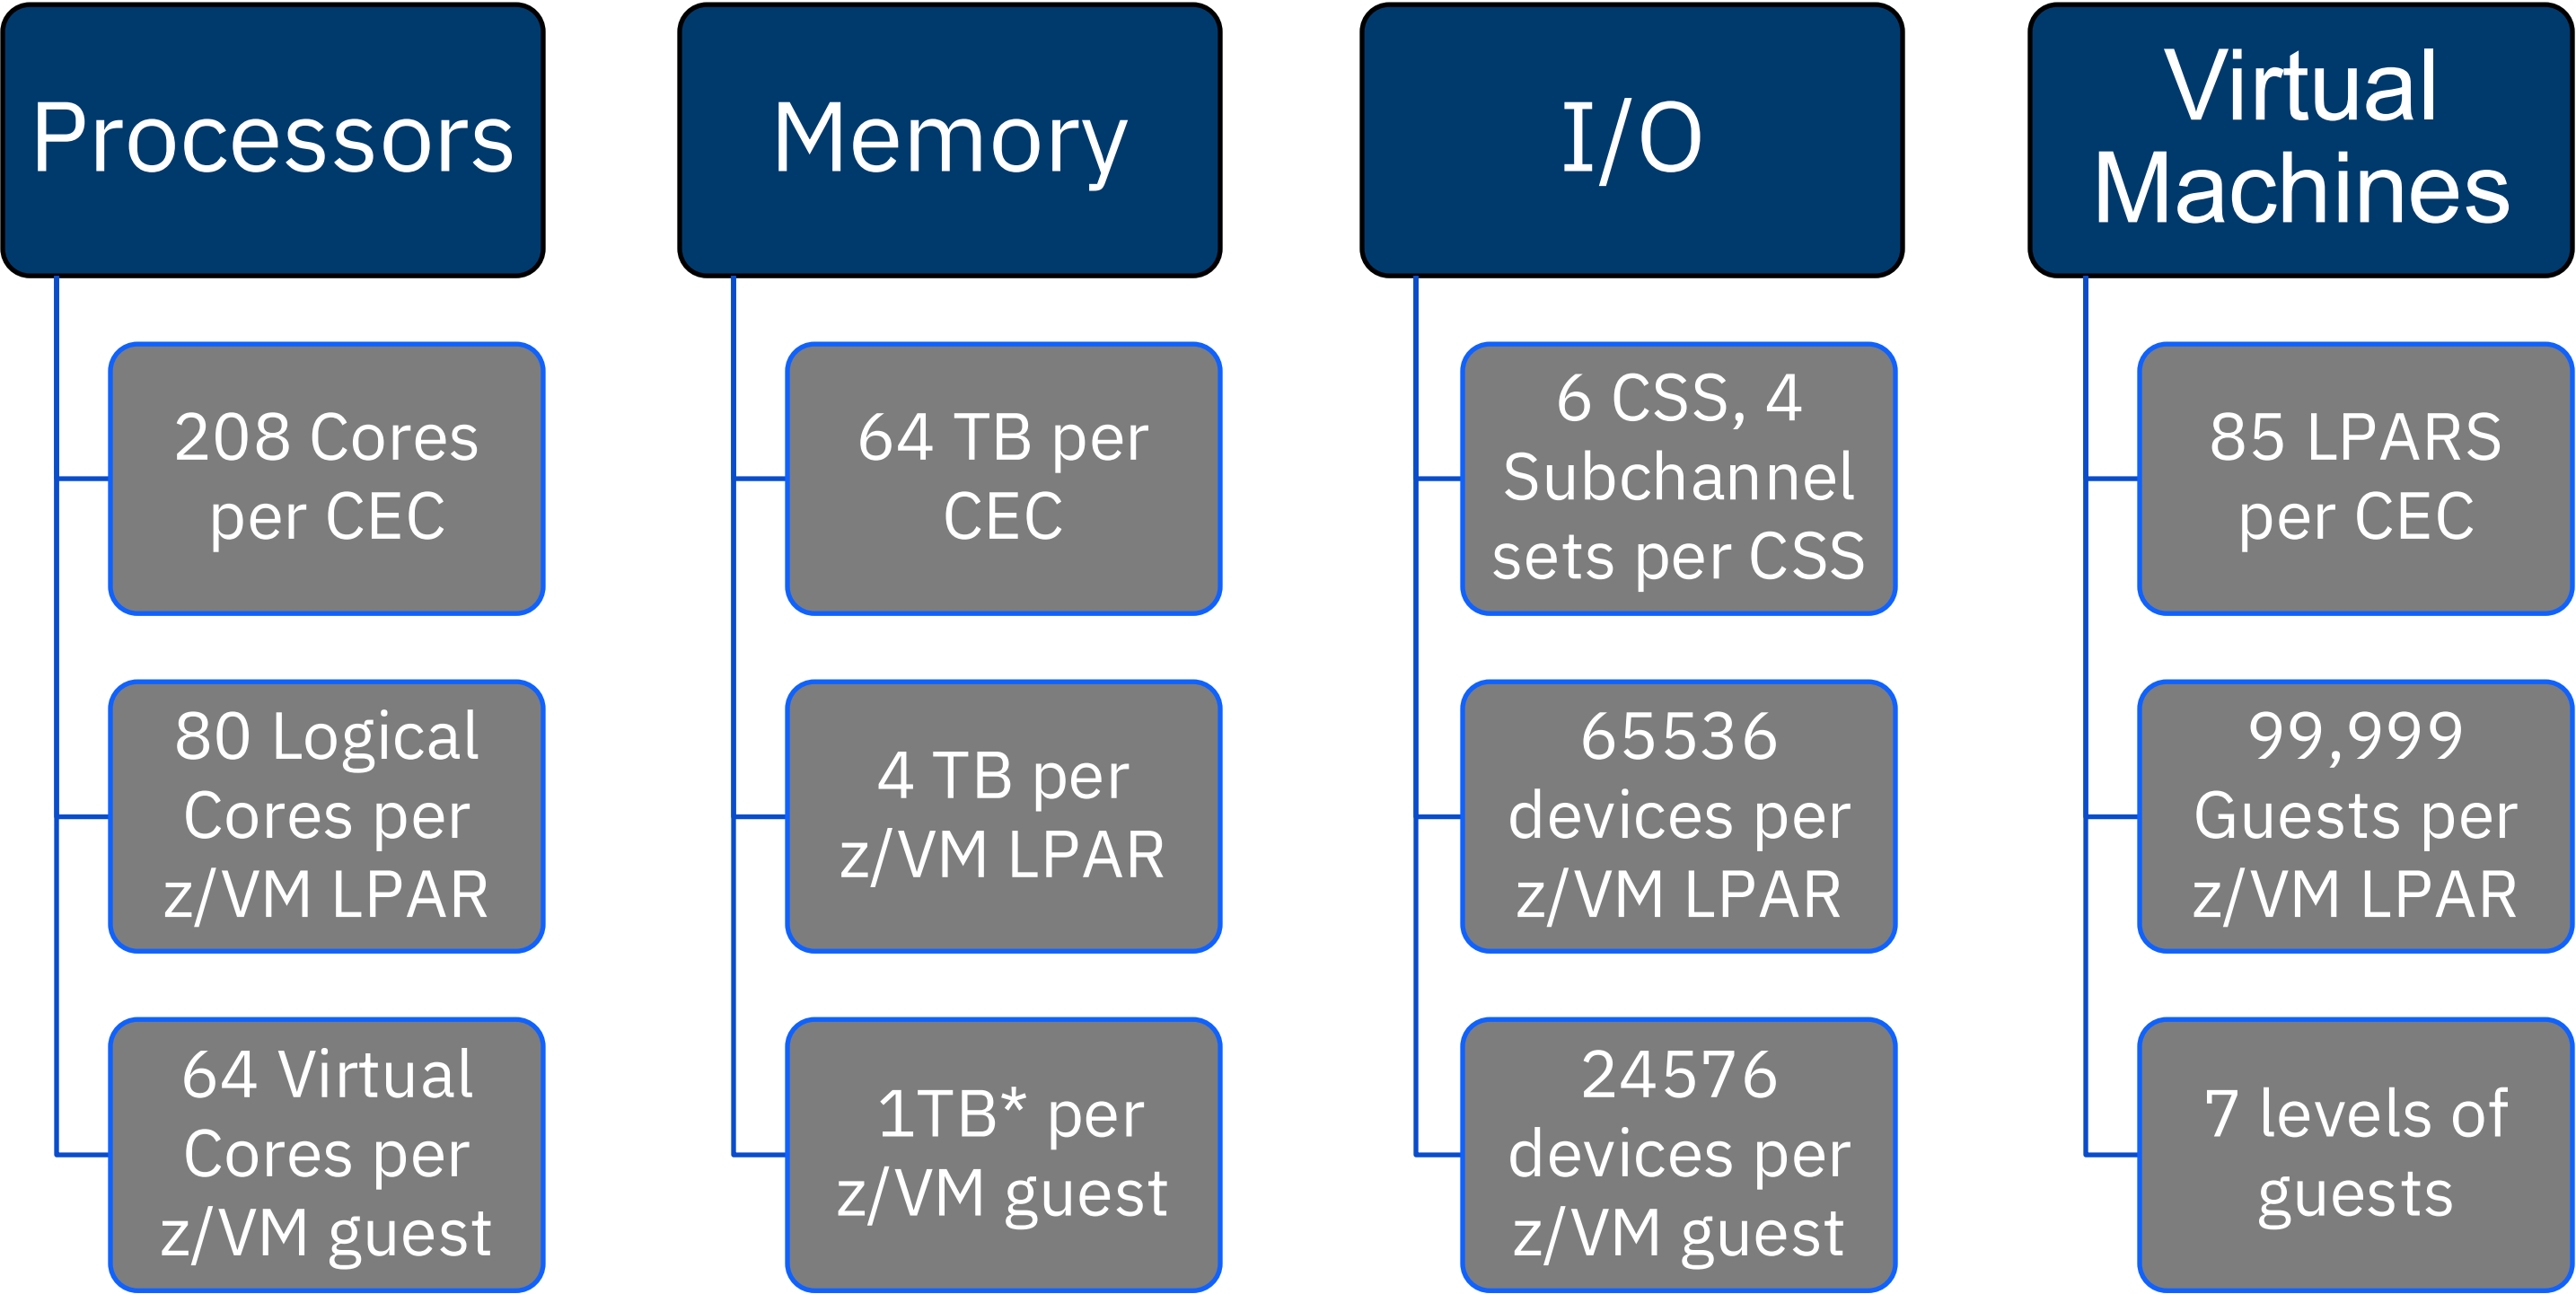 Processors
208 Cores
per CEC
80 Logical
Cores per
z/VM LPAR
64 Virtual
Cores per
z/VM guest
Memory
64 TB per
CEC
4 TB per
z/VM LPAR
1TB* per
z/VM guest
I/O
6 CSS, 4
Subchannel
sets per CSS
65536
devices per
z/VM LPAR
24576
devices per
z/VM guest
Virtual
Machines
85 LPARS
per CEC
99,999
Guests per
z/VM LPAR
7 levels of
guests